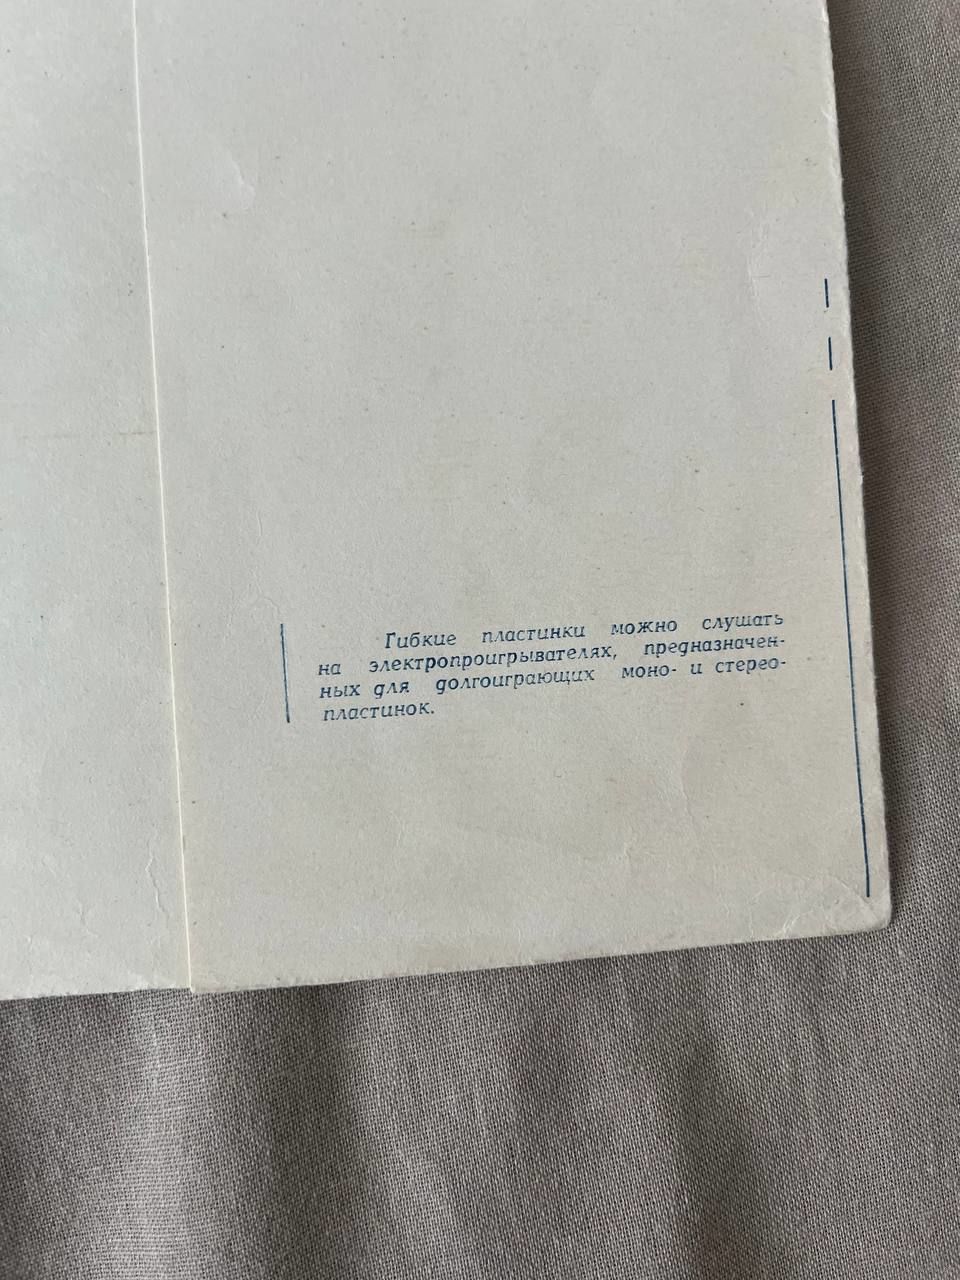 Гибкие пластинки можно слушать
на электропроигрывателях, предназначен-
ных для долгоиграющих моно- и стерео-
пластинок.